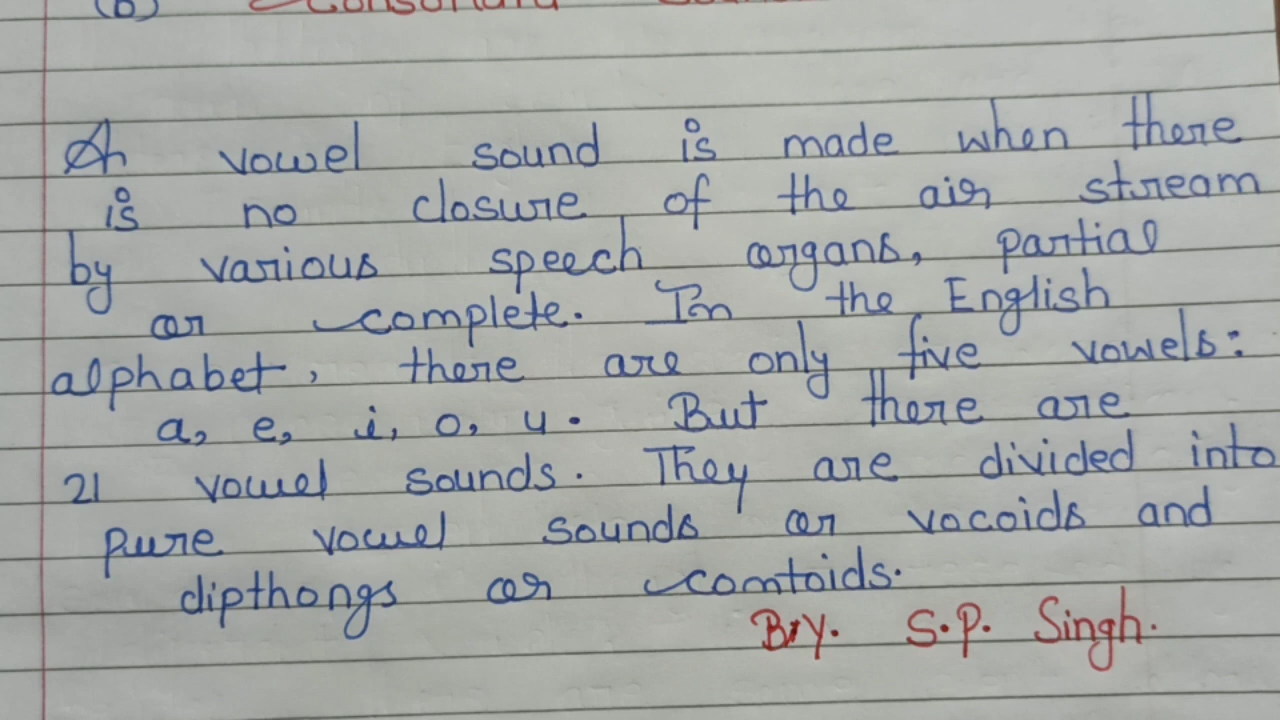 (b) Consonant Sound
A vowel sound is made when there
is no closure of the air stream
by various speech organs, partial
or complete. In the English
alphabet, there are only five vowels:
a, e, i, o, u. But there are
21 vowel sounds. They are divided into
pure vowel sounds or vocoids and
dipthongs or contoids.
By. S.P. Singh.